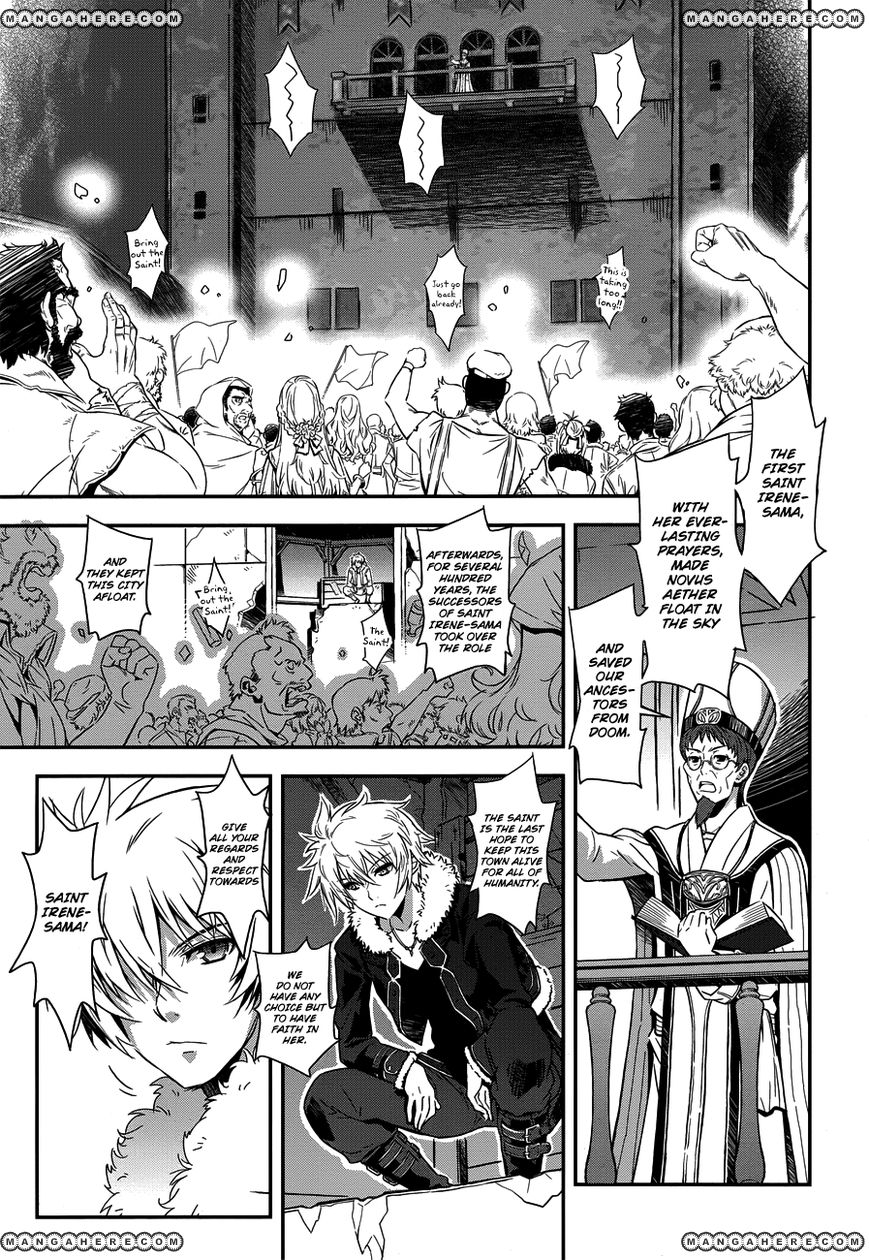 MANGAHERE.COM
MANGAHERE.COM
Bring
out the
Saint!
Just go
back
already!
This is
taking
too
long!!
THE
FIRST
SAINT
IRENE-
SAMA,
WITH
HER EVER-
LASTING
PRAYERS,
MADE
NOVUS
AETHER
FLOAT IN
THE SKY
AND
SAVED
OUR
ANCES-
TORS
FROM
DOOM.
AFTERWARDS,
FOR SEVERAL
HUNDRED
YEARS, THE
SUCCESSORS
OF SAINT
IRENE-SAMA
TOOK OVER
THE ROLE
The
Saint!
Bring
out the
Saint!
AND
THEY KEPT
THIS CITY
AFLOAT.
THE SAINT
IS THE LAST
HOPE TO
KEEP THIS
TOWN ALIVE
FOR ALL OF
HUMANITY.
WE
DO NOT
HAVE ANY
CHOICE BUT
TO HAVE
FAITH IN
HER.
GIVE
ALL YOUR
REGARDS
AND
RESPECT
TOWARDS
SAINT
IRENE-
SAMA!
MANGAHERE.COM
MANGAHERE.COM